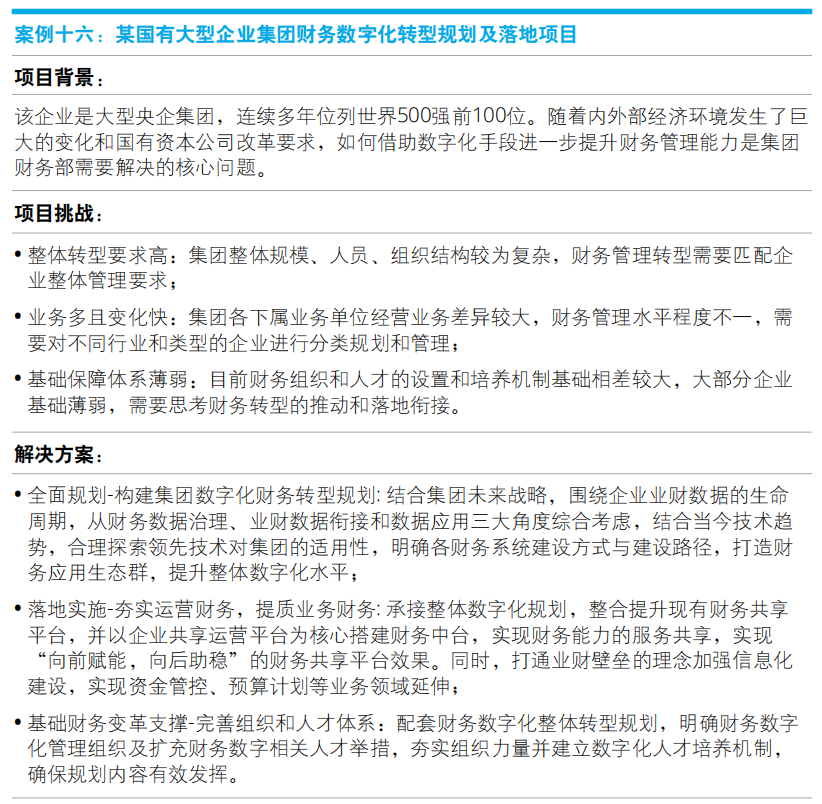 案例十六：某国有大型企业集团财务数字化转型规划及落地项目
项目背景：
该企业是大型央企集团，连续多年位列世界500强前100位。随着内外部经济环境发生了巨
大的变化和国有资本公司改革要求，如何借助数字化手段进一步提升财务管理能力是集团
财务部需要解决的核心问题。
项目挑战：
• 整体转型要求高：集团整体规模、人员、组织结构较为复杂，财务管理转型需要匹配企
业整体管理要求；
• 业务多且变化快：集团各下属业务单位经营业务差异较大，财务管理水平程度不一，需
要对不同行业和类型的企业进行分类规划和管理；
• 基础保障体系薄弱：目前财务组织和人才的设置和培养机制基础相差较大，大部分企业
基础薄弱，需要思考财务转型的推动和落地衔接。
解决方案：
• 全面规划-构建集团数字化财务转型规划: 结合集团未来战略，围绕企业业财数据的生命
周期，从财务数据治理、业财数据衔接和数据应用三大角度综合考虑，结合当今技术趋
势，合理探索领先技术对集团的适用性，明确各财务系统建设方式与建设路径，打造财
务应用生态群，提升整体数字化水平；
• 落地实施-夯实运营财务，提质业务财务: 承接整体数字化规划，整合提升现有财务共享
平台，并以企业共享运营平台为核心搭建财务中台，实现财务能力的服务共享，实现
“向前赋能，向后助稳”的财务共享平台效果。同时，打通业财壁垒的理念加强信息化
建设，实现资金管控、预算计划等业务领域延伸；
• 基础财务变革支撑-完善组织和人才体系：配套财务数字化整体转型规划，明确财务数字
化管理组织及扩充财务数字相关人才举措，夯实组织力量并建立数字化人才培养机制，
确保规划内容有效发挥。